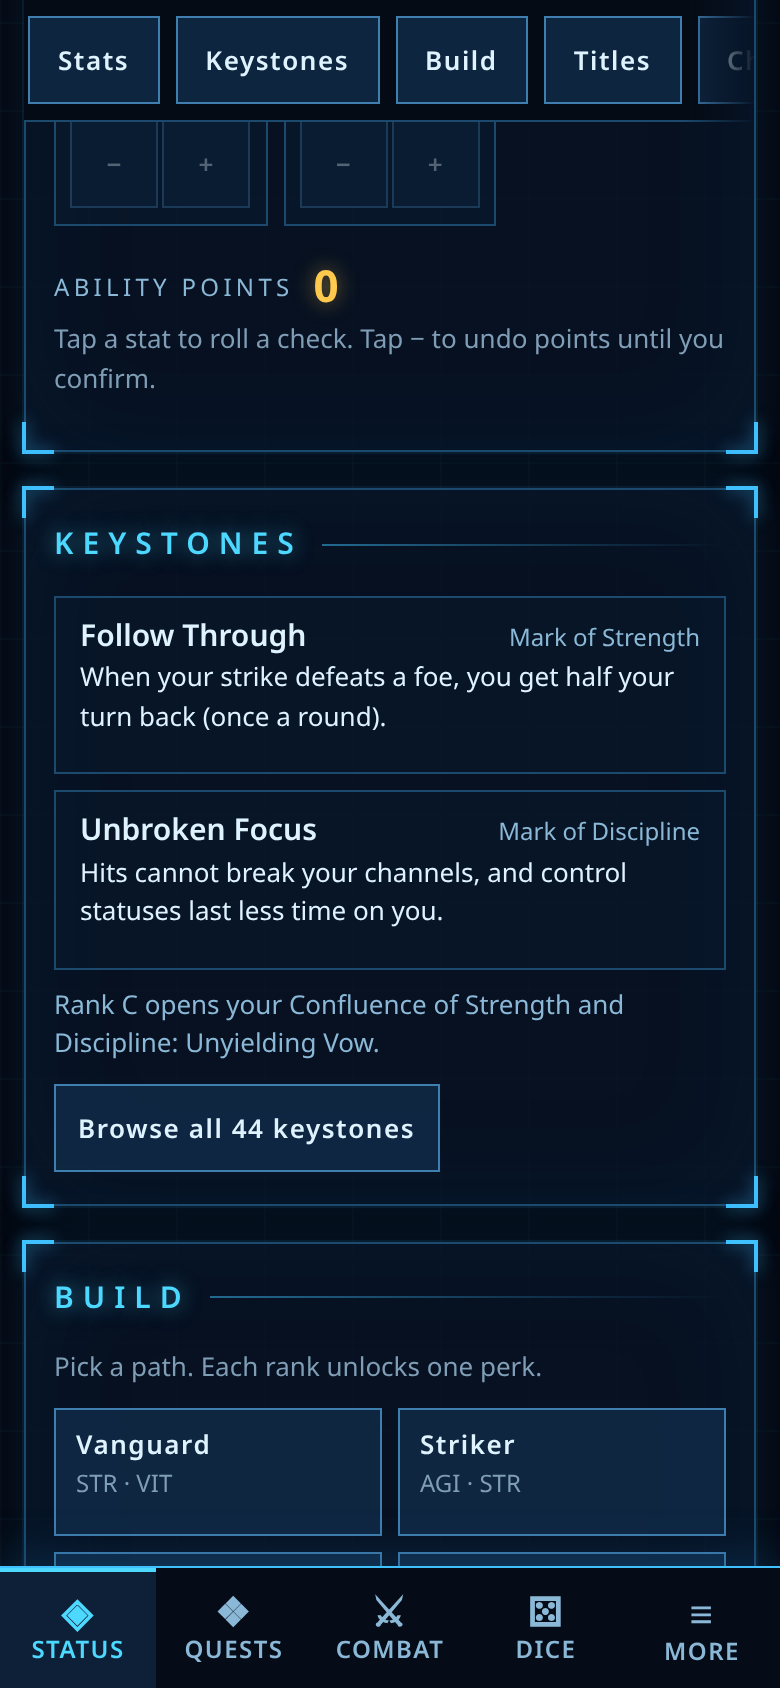 Stats Keystones Build Titles
− + − +
ABILITY POINTS 0
Tap a stat to roll a check. Tap − to undo points until you
confirm.
KEYSTONES
Follow Through Mark of Strength
When your strike defeats a foe, you get half your
turn back (once a round).
Unbroken Focus Mark of Discipline
Hits cannot break your channels, and control
statuses last less time on you.
Rank C opens your Confluence of Strength and
Discipline: Unyielding Vow.
Browse all 44 keystones
BUILD
Pick a path. Each rank unlocks one perk.
Vanguard Striker
STR · VIT AGI · STR
STATUS QUESTS COMBAT DICE MORE